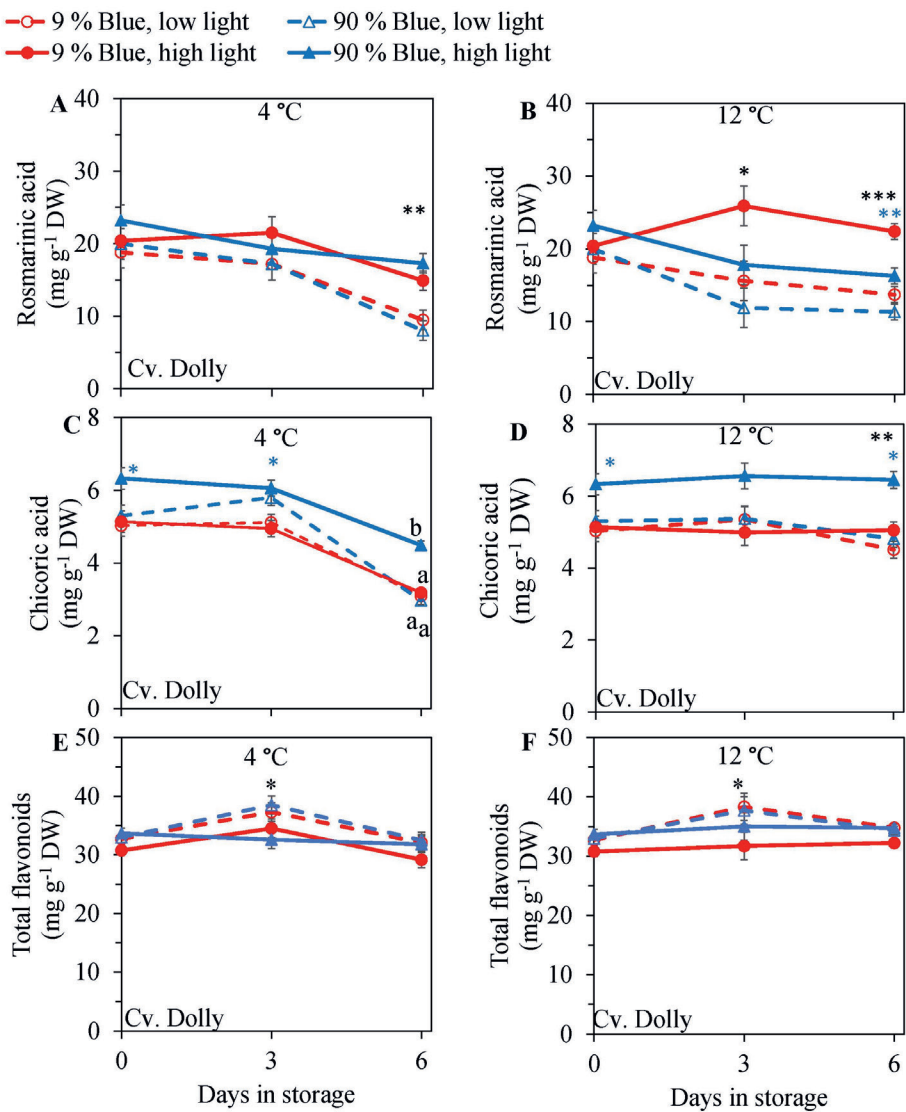 9 % Blue, low light
90 % Blue, low light
9 % Blue, high light
90 % Blue, high light
A
4 °C
Rosmarinic acid
(mg g⁻¹ DW)
40
30
20
10
0
**
Cv. Dolly
B
12 °C
Rosmarinic acid
(mg g⁻¹ DW)
40
30
20
10
0
*
***
**
Cv. Dolly
C
4 °C
Chicoric acid
(mg g⁻¹ DW)
8
6
4
2
0
*
*
b
a
a
a
Cv. Dolly
D
12 °C
Chicoric acid
(mg g⁻¹ DW)
8
6
4
2
0
*
**
*
Cv. Dolly
E
4 °C
Total flavonoids
(mg g⁻¹ DW)
50
40
30
20
10
0
*
Cv. Dolly
0
3
6
Days in storage
F
12 °C
Total flavonoids
(mg g⁻¹ DW)
50
40
30
20
10
0
*
Cv. Dolly
0
3
6
Days in storage